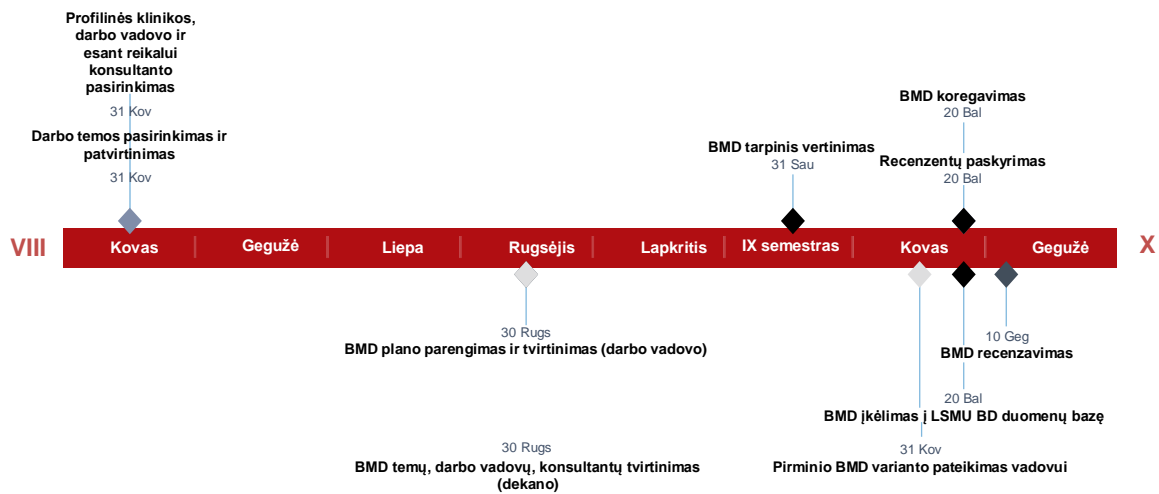 Profilinės klinikos,
darbo vadovo ir
esant reikalui
konsultanto
pasirinkimas
31 Kov
Darbo temos pasirinkimas ir
patvirtinimas
31 Kov
BMD tarpinis vertinimas
31 Sau
BMD koregavimas
20 Bal
Recenzentų paskyrimas
20 Bal
VIII
Kovas
Gegužė
Liepa
Rugsėjis
Lapkritis
IX semestras
Kovas
Gegužė
X
30 Rugs
BMD plano parengimas ir tvirtinimas (darbo vadovo)
30 Rugs
BMD temų, darbo vadovų, konsultantų tvirtinimas
(dekano)
10 Geg
BMD recenzavimas
20 Bal
BMD įkėlimas į LSMU BD duomenų bazę
31 Kov
Pirminio BMD varianto pateikimas vadovui